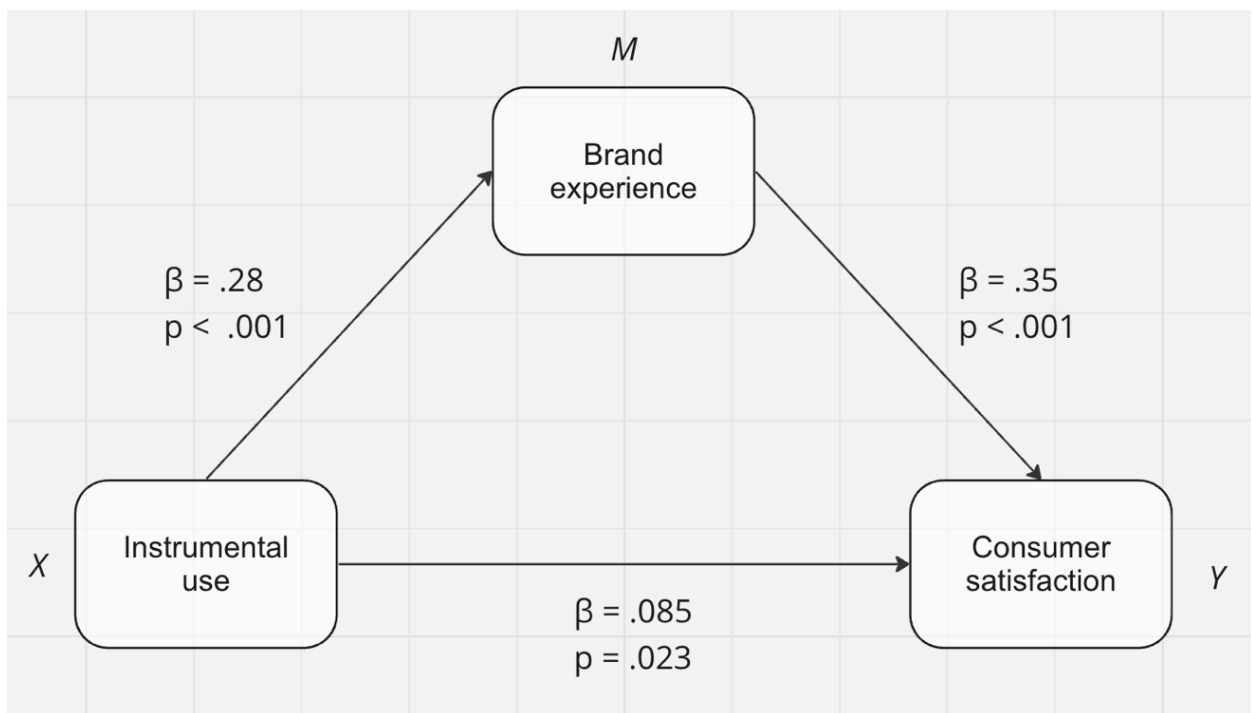 M
Brand
experience
β = .28
p < .001
β = .35
p < .001
X
Instrumental
use
β = .085
p = .023
Consumer
satisfaction
Y